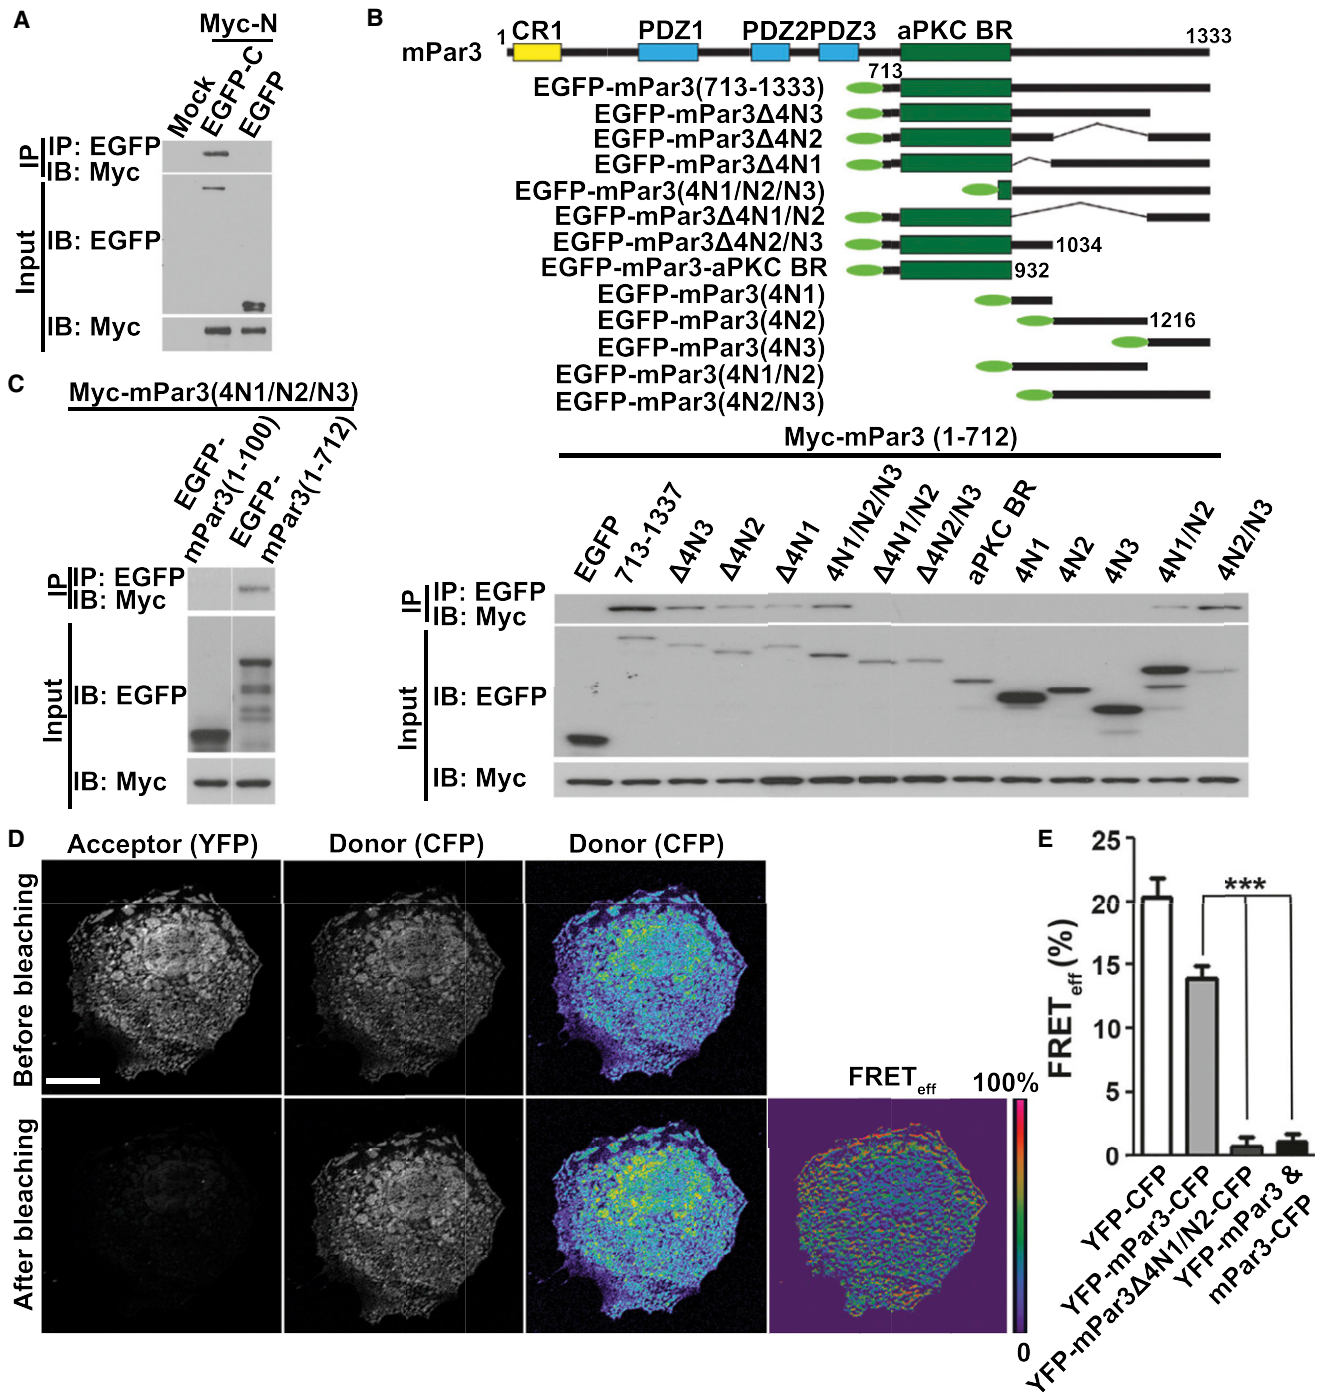 A
Myc-N
Mock
EGFP-C
EGFP
IP
IP: EGFP
IB: Myc
Input
IB: EGFP
IB: Myc
B
mPar3
1
CR1
PDZ1
PDZ2
PDZ3
aPKC BR
1333
713
EGFP-mPar3(713-1333)
EGFP-mPar3Δ4N3
EGFP-mPar3Δ4N2
EGFP-mPar3Δ4N1
EGFP-mPar3(4N1/N2/N3)
EGFP-mPar3Δ4N1/N2
EGFP-mPar3Δ4N2/N3
1034
EGFP-mPar3-aPKC BR
932
EGFP-mPar3(4N1)
EGFP-mPar3(4N2)
1216
EGFP-mPar3(4N3)
EGFP-mPar3(4N1/N2)
EGFP-mPar3(4N2/N3)
C
Myc-mPar3(4N1/N2/N3)
EGFP-
mPar3(1-100)
EGFP-
mPar3(1-712)
IP
IP: EGFP
IB: Myc
Input
IB: EGFP
IB: Myc
Myc-mPar3 (1-712)
EGFP
713-1337
Δ4N3
Δ4N2
Δ4N1
4N1/N2/N3
Δ4N1/N2
Δ4N2/N3
aPKC BR
4N1
4N2
4N3
4N1/N2
4N2/N3
IP
IP: EGFP
IB: Myc
Input
IB: EGFP
IB: Myc
D
Acceptor (YFP)
Donor (CFP)
Donor (CFP)
Before bleaching
After bleaching
FRETeff
100%
0
E
FRETeff (%)
25
20
15
10
5
0
***
YFP-CFP
YFP-mPar3-CFP
YFP-mPar3Δ4N1/N2-CFP
YFP-mPar3 &
mPar3-CFP